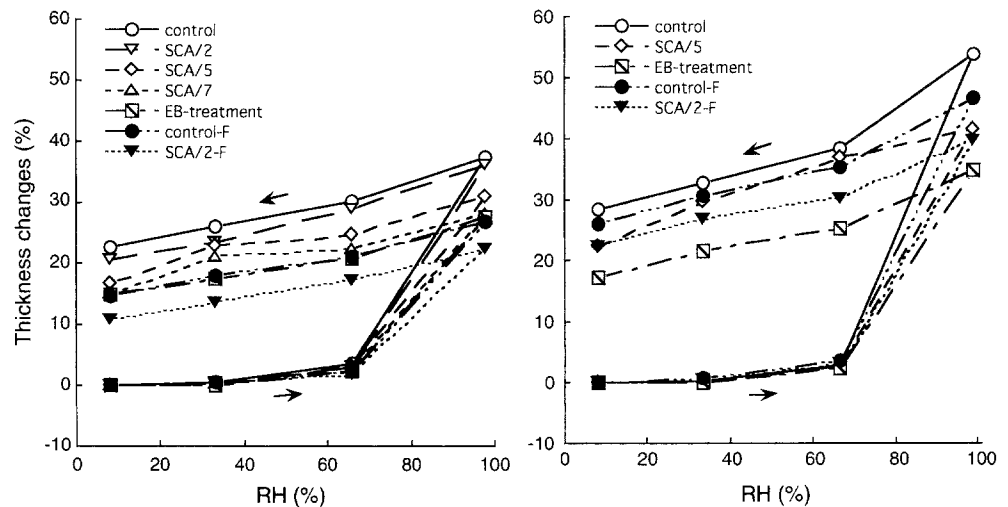 60
50
40
30
20
10
0
-10
Thickness changes (%)
control
SCA/2
SCA/5
SCA/7
EB-treatment
control-F
SCA/2-F
0 20 40 60 80 100
RH (%)
60
50
40
30
20
10
0
-10
control
SCA/5
EB-treatment
control-F
SCA/2-F
0 20 40 60 80 100
RH (%)